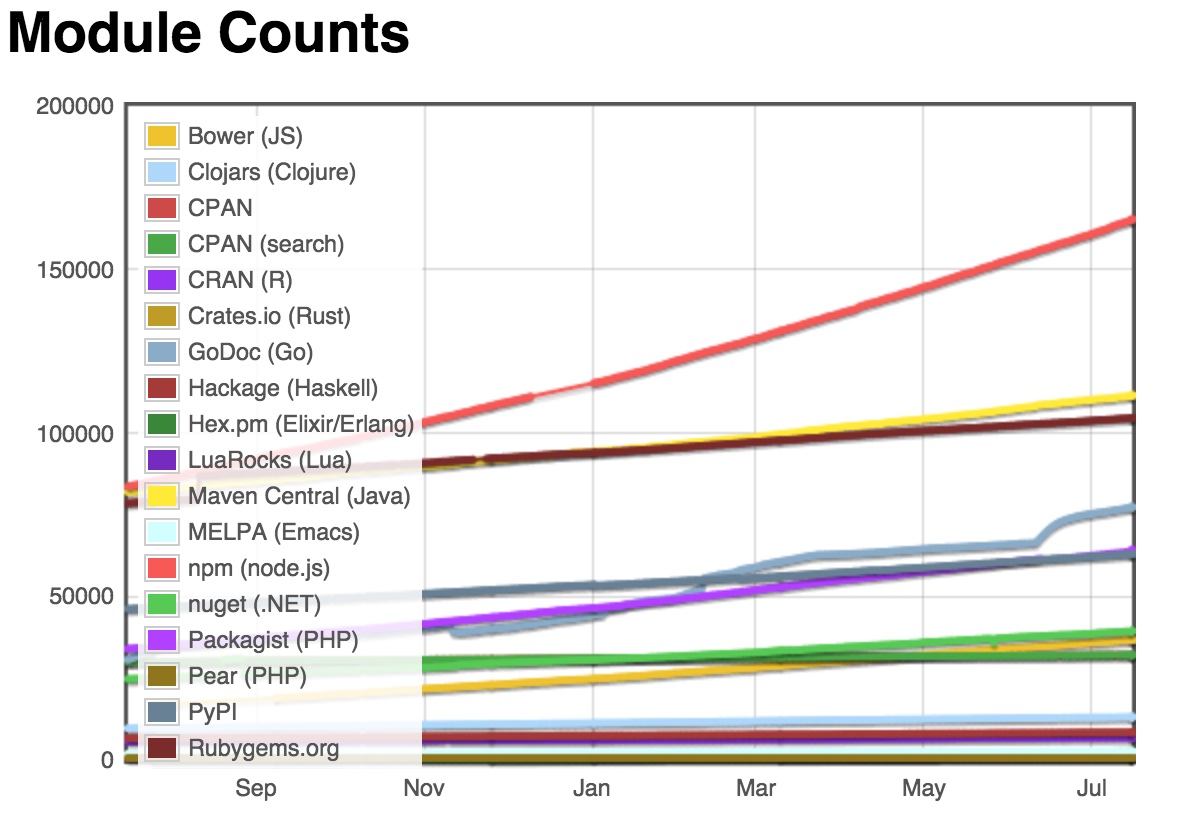 Module Counts
200000
150000
100000
50000
0
Bower (JS)
Clojars (Clojure)
CPAN
CPAN (search)
CRAN (R)
Crates.io (Rust)
GoDoc (Go)
Hackage (Haskell)
Hex.pm (Elixir/Erlang)
LuaRocks (Lua)
Maven Central (Java)
MELPA (Emacs)
npm (node.js)
nuget (.NET)
Packagist (PHP)
Pear (PHP)
PyPI
Rubygems.org
Sep Nov Jan Mar May Jul